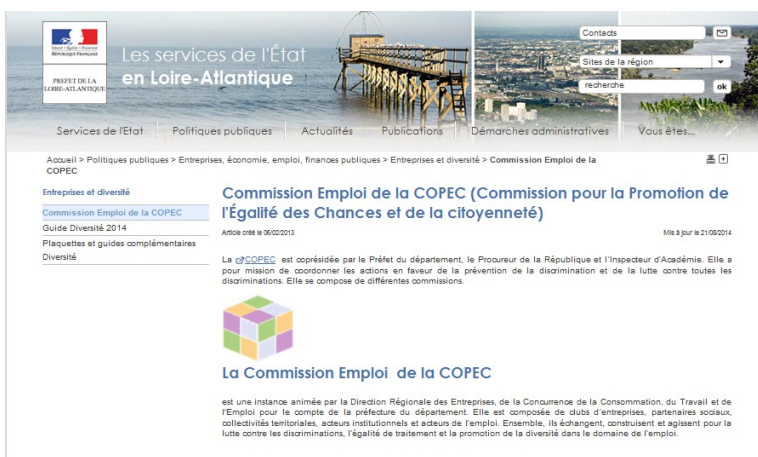 Liberté • Égalité • Fraternité
RÉPUBLIQUE FRANÇAISE
PREFET DE LA
LOIRE-ATLANTIQUE
Les services de l'État
en Loire-Atlantique
Contacts
Sites de la région
recherche
ok
Services de l'Etat
Politiques publiques
Actualités
Publications
Démarches administratives
Vous êtes...
Accueil > Politiques publiques > Entreprises, économie, emploi, finances publiques > Entreprises et diversité > Commission Emploi de la
COPEC
Entreprises et diversité
Commission Emploi de la COPEC
Guide Diversité 2014
Plaquettes et guides complémentaires
Diversité
Commission Emploi de la COPEC (Commission pour la Promotion de
l'Égalité des Chances et de la citoyenneté)
Article créé le 06/02/2013
Mis à jour le 21/08/2014
La COPEC est coprésidée par le Préfet du département, le Procureur de la République et l'Inspecteur d'Académie. Elle a
pour mission de coordonner les actions en faveur de la prévention de la discrimination et de la lutte contre toutes les
discriminations. Elle se compose de différentes commissions.
La Commission Emploi de la COPEC
est une instance animée par la Direction Régionale des Entreprises, de la Concurrence de la Consommation, du Travail et de
l'Emploi pour le compte de la préfecture du département. Elle est composée de clubs d'entreprises, partenaires sociaux,
collectivités territoriales, acteurs institutionnels et acteurs de l'emploi. Ensemble, ils échangent, construisent et agissent pour la
lutte contre les discriminations, l'égalité de traitement et la promotion de la diversité dans le domaine de l'emploi.